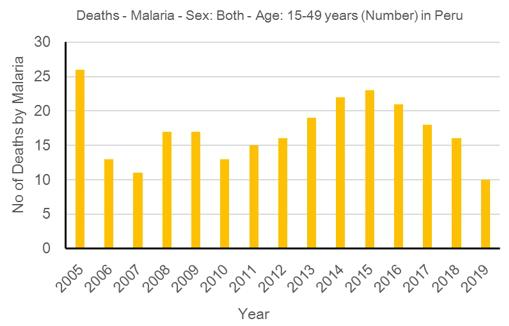 Deaths - Malaria - Sex: Both - Age: 15-49 years (Number) in Peru
No of Deaths by Malaria
30
25
20
15
10
5
0
2005 2006 2007 2008 2009 2010 2011 2012 2013 2014 2015 2016 2017 2018 2019
Year